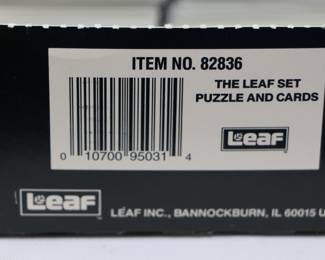 ITEM NO. 82836
THE LEAF SET
PUZZLE AND CARDS
Leaf
0 10700 95031 4
Leaf
LEAF INC., BANNOCKBURN, IL 60015 U